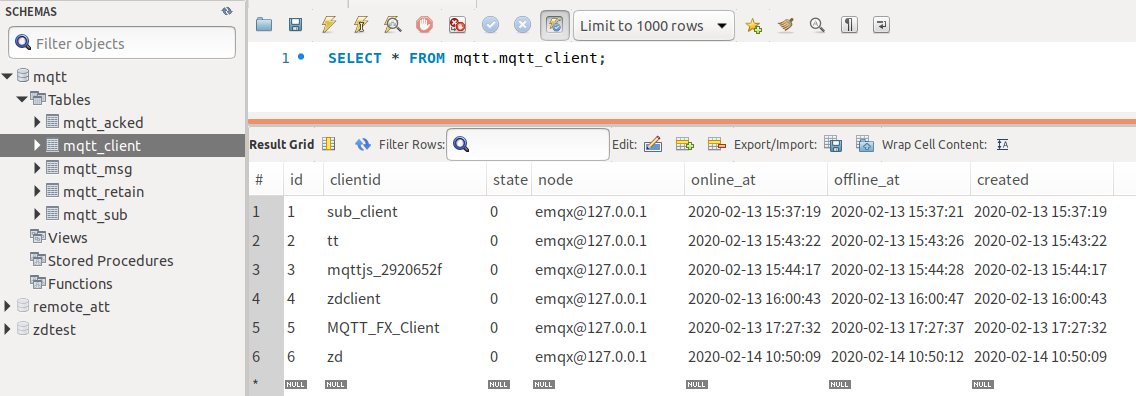 SCHEMAS
Filter objects
mqtt
Tables
mqtt_acked
mqtt_client
mqtt_msg
mqtt_retain
mqtt_sub
Views
Stored Procedures
Functions
remote_att
zdtest
Limit to 1000 rows
1 SELECT * FROM mqtt.mqtt_client;
Result Grid Filter Rows: Edit: Export/Import: Wrap Cell Content:
# id clientid state node online_at offline_at created
1 1 sub_client 0 emqx@127.0.0.1 2020-02-13 15:37:19 2020-02-13 15:37:21 2020-02-13 15:37:19
2 2 tt 0 emqx@127.0.0.1 2020-02-13 15:43:22 2020-02-13 15:43:26 2020-02-13 15:43:22
3 3 mqttjs_2920652f 0 emqx@127.0.0.1 2020-02-13 15:44:17 2020-02-13 15:44:28 2020-02-13 15:44:17
4 4 zdclient 0 emqx@127.0.0.1 2020-02-13 16:00:43 2020-02-13 16:00:47 2020-02-13 16:00:43
5 5 MQTT_FX_Client 0 emqx@127.0.0.1 2020-02-13 17:27:32 2020-02-13 17:27:37 2020-02-13 17:27:32
6 6 zd 0 emqx@127.0.0.1 2020-02-14 10:50:09 2020-02-14 10:50:12 2020-02-14 10:50:09
* NULL NULL NULL NULL NULL NULL NULL